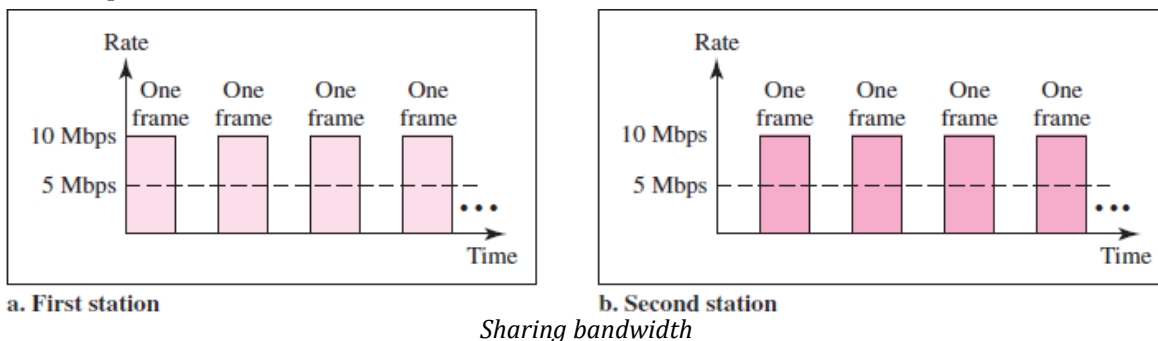 Rate
One One One One
frame frame frame frame
10 Mbps
5 Mbps
•••
Time
a. First station
Rate
One One One One
frame frame frame frame
10 Mbps
5 Mbps
•••
Time
b. Second station
Sharing bandwidth